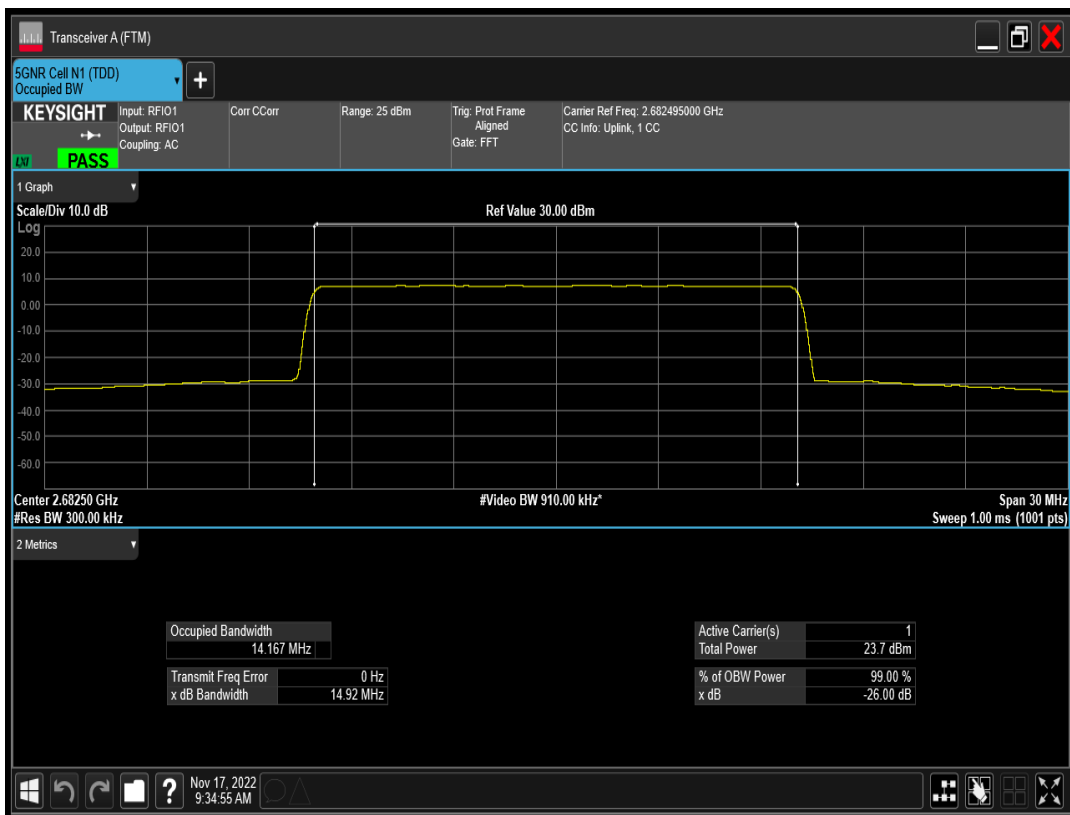 Transceiver A (FTM)
5GNR Cell N1 (TDD)
Occupied BW
+
KEYSIGHT
LXI
PASS
Input: RFIO1
Output: RFIO1
Coupling: AC
Corr CCorr
Range: 25 dBm
Trig: Prot Frame
Aligned
Gate: FFT
Carrier Ref Freq: 2.682495000 GHz
CC Info: Uplink, 1 CC
1 Graph
Scale/Div 10.0 dB
Ref Value 30.00 dBm
Log
20.0
10.0
0.00
-10.0
-20.0
-30.0
-40.0
-50.0
-60.0
Center 2.68250 GHz
#Video BW 910.00 kHz*
Span 30 MHz
#Res BW 300.00 kHz
Sweep 1.00 ms (1001 pts)
2 Metrics
Occupied Bandwidth
14.167 MHz
Transmit Freq Error 0 Hz
x dB Bandwidth 14.92 MHz
Active Carrier(s) 1
Total Power 23.7 dBm
% of OBW Power 99.00 %
x dB -26.00 dB
?
Nov 17, 2022
9:34:55 AM